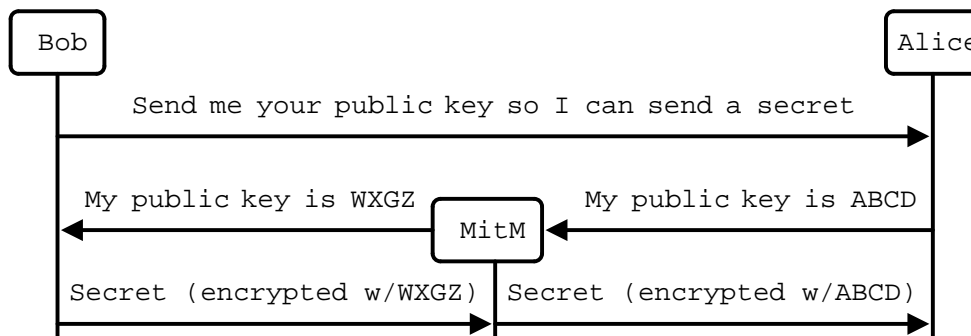 Bob
Alice
Send me your public key so I can send a secret
My public key is WXGZ
My public key is ABCD
MitM
Secret (encrypted w/WXGZ)
Secret (encrypted w/ABCD)